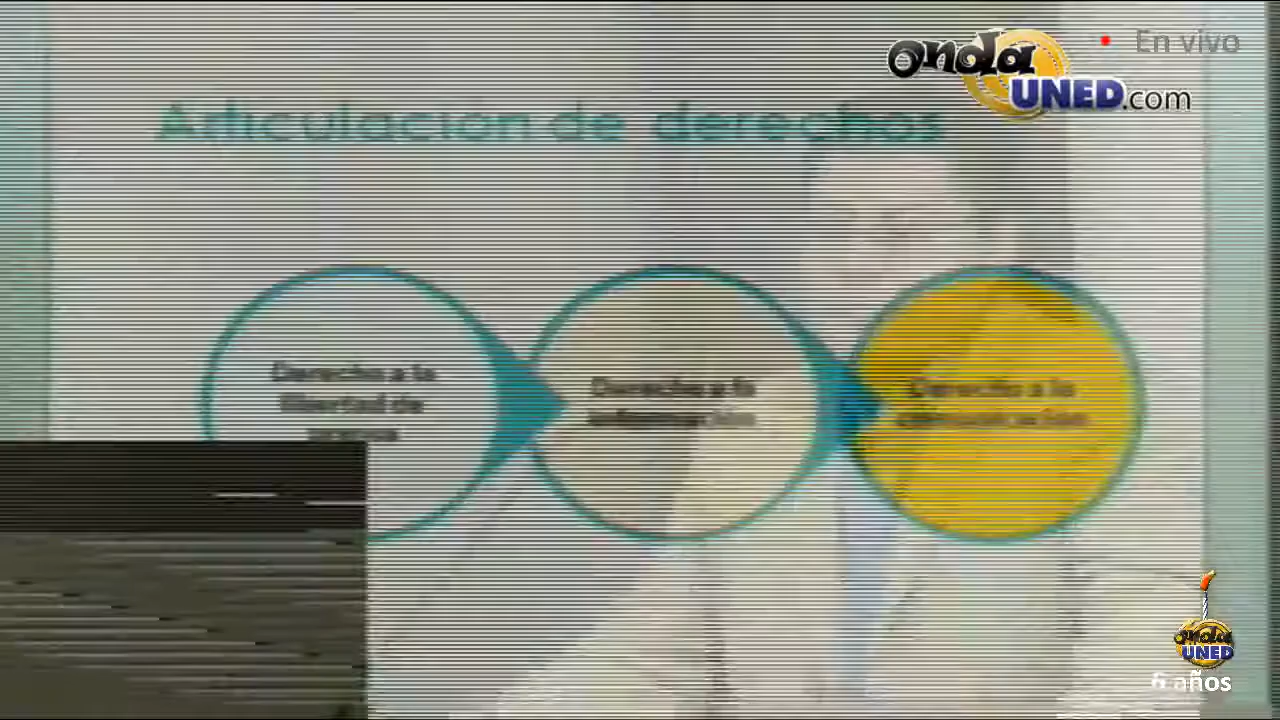 onda
UNED.com
En vivo
Articulación de derechos
Derecho a la
libertad de
Derecho a la
información
Derecho a la
onda
UNED
6 años